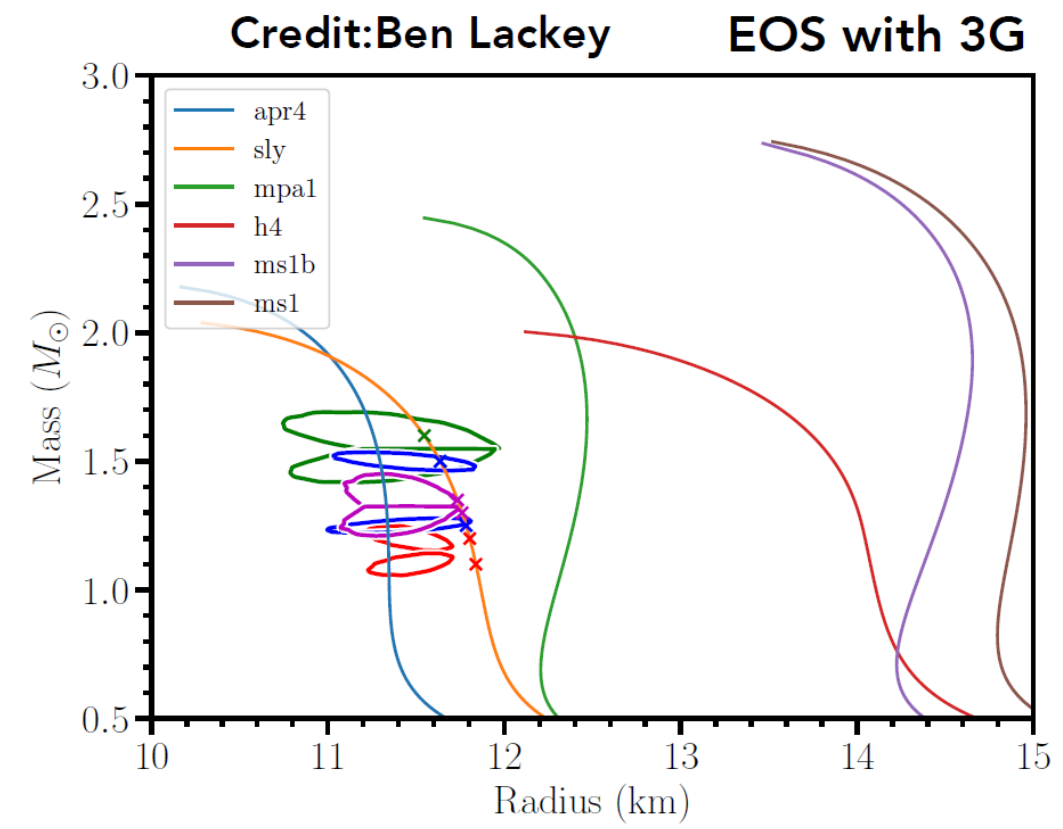 Credit:Ben Lackey
EOS with 3G
3.0
2.5
2.0
1.5
1.0
0.5
Mass (M⊙)
apr4
sly
mpa1
h4
ms1b
ms1
10 11 12 13 14 15
Radius (km)